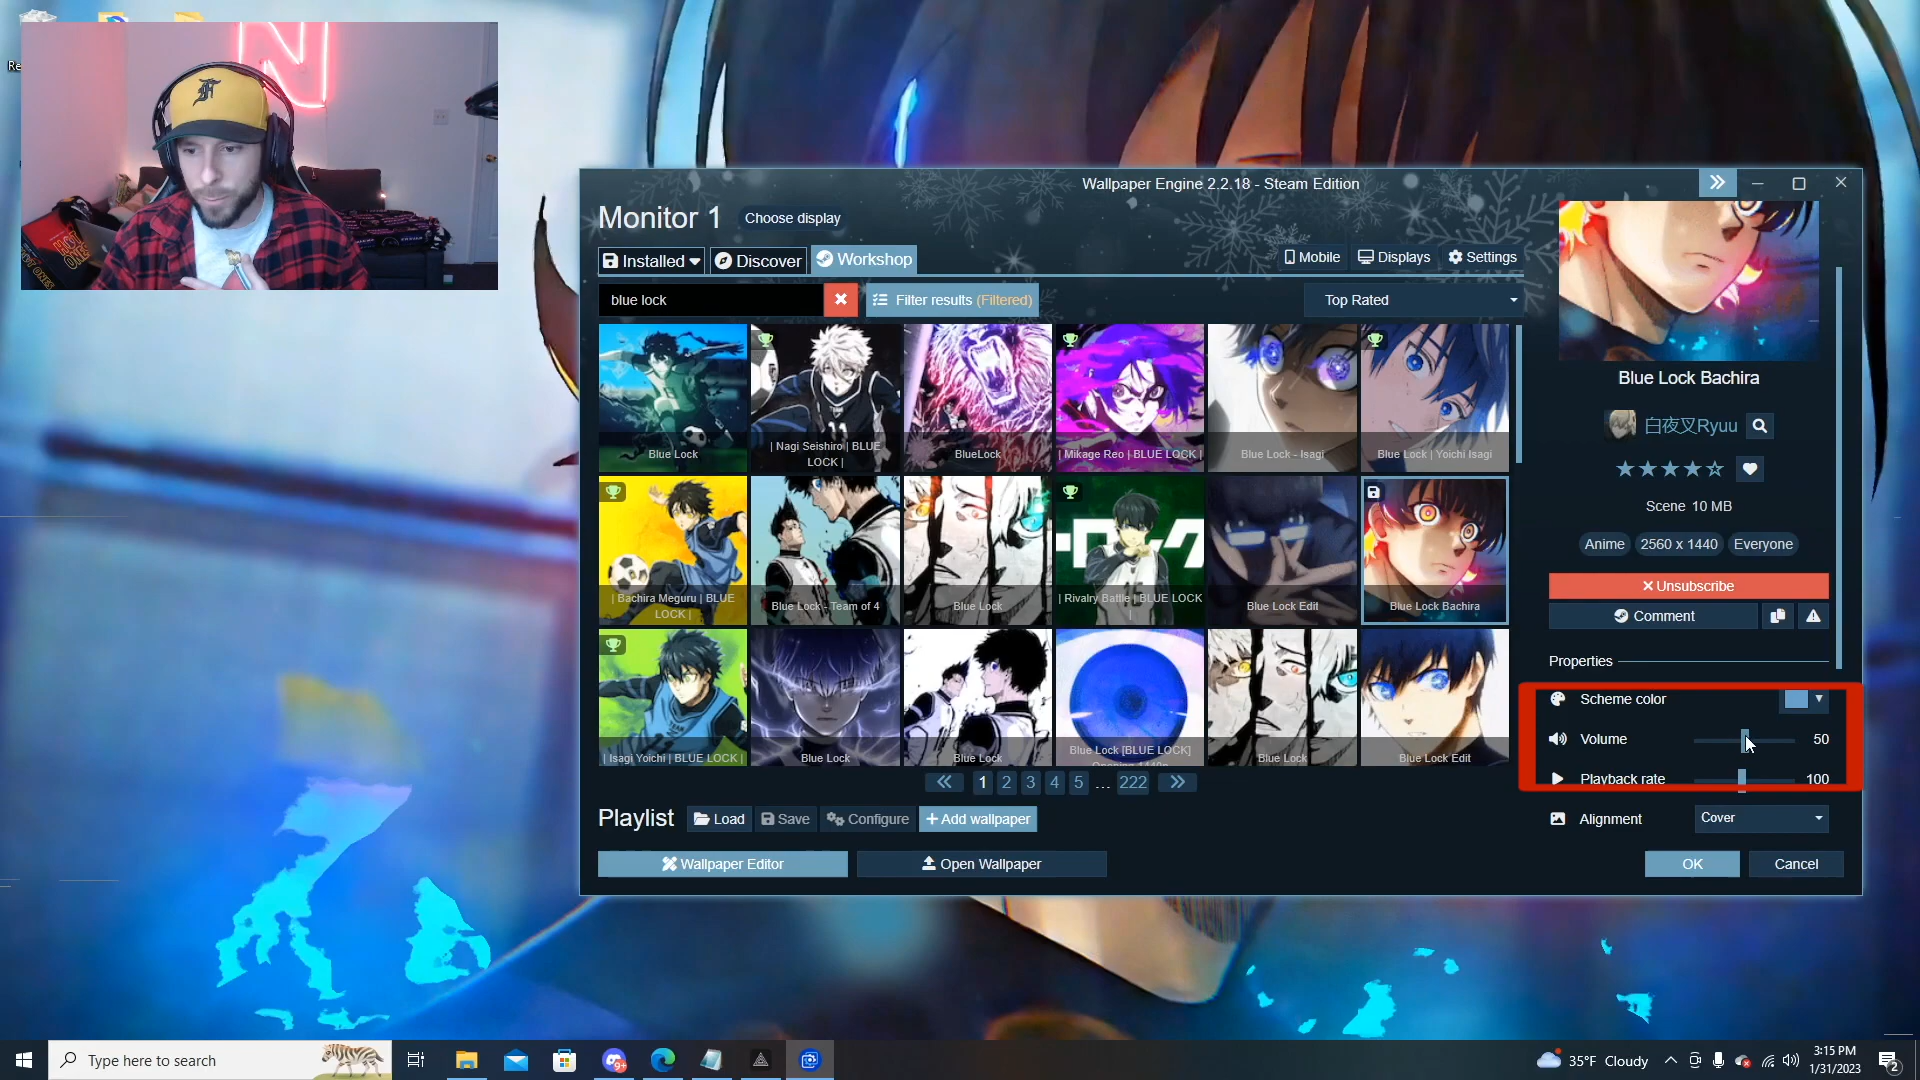 Re
HOT ONES
Wallpaper Engine 2.2.18 - Steam Edition
Monitor 1
Choose display
Installed
Discover
Workshop
Mobile
Displays
Settings
blue lock
Filter results (Filtered)
Top Rated
Blue Lock
| Nagi Seishiro | BLUE
LOCK |
BlueLock
| Mikage Reo | BLUE LOCK |
Blue Lock - Isagi
Blue Lock | Yoichi Isagi
| Bachira Meguru | BLUE
LOCK |
Blue Lock - Team of 4
Blue Lock
| Rivalry Battle | BLUE LOCK
|
Blue Lock Edit
Blue Lock Bachira
| Isagi Yoichi | BLUE LOCK |
Blue Lock
Blue Lock
Blue Lock [BLUE LOCK]
Opening 1440p
Blue Lock
Blue Lock Edit
1 2 3 4 5 ... 222
Playlist
Load
Save
Configure
Add wallpaper
Wallpaper Editor
Open Wallpaper
Blue Lock Bachira
白夜叉Ryuu
Scene 10 MB
Anime
2560 x 1440
Everyone
Unsubscribe
Comment
Properties
Scheme color
Volume
50
Playback rate
100
Alignment
Cover
OK
Cancel
Type here to search
9+
35°F Cloudy
3:15 PM
1/31/2023
2